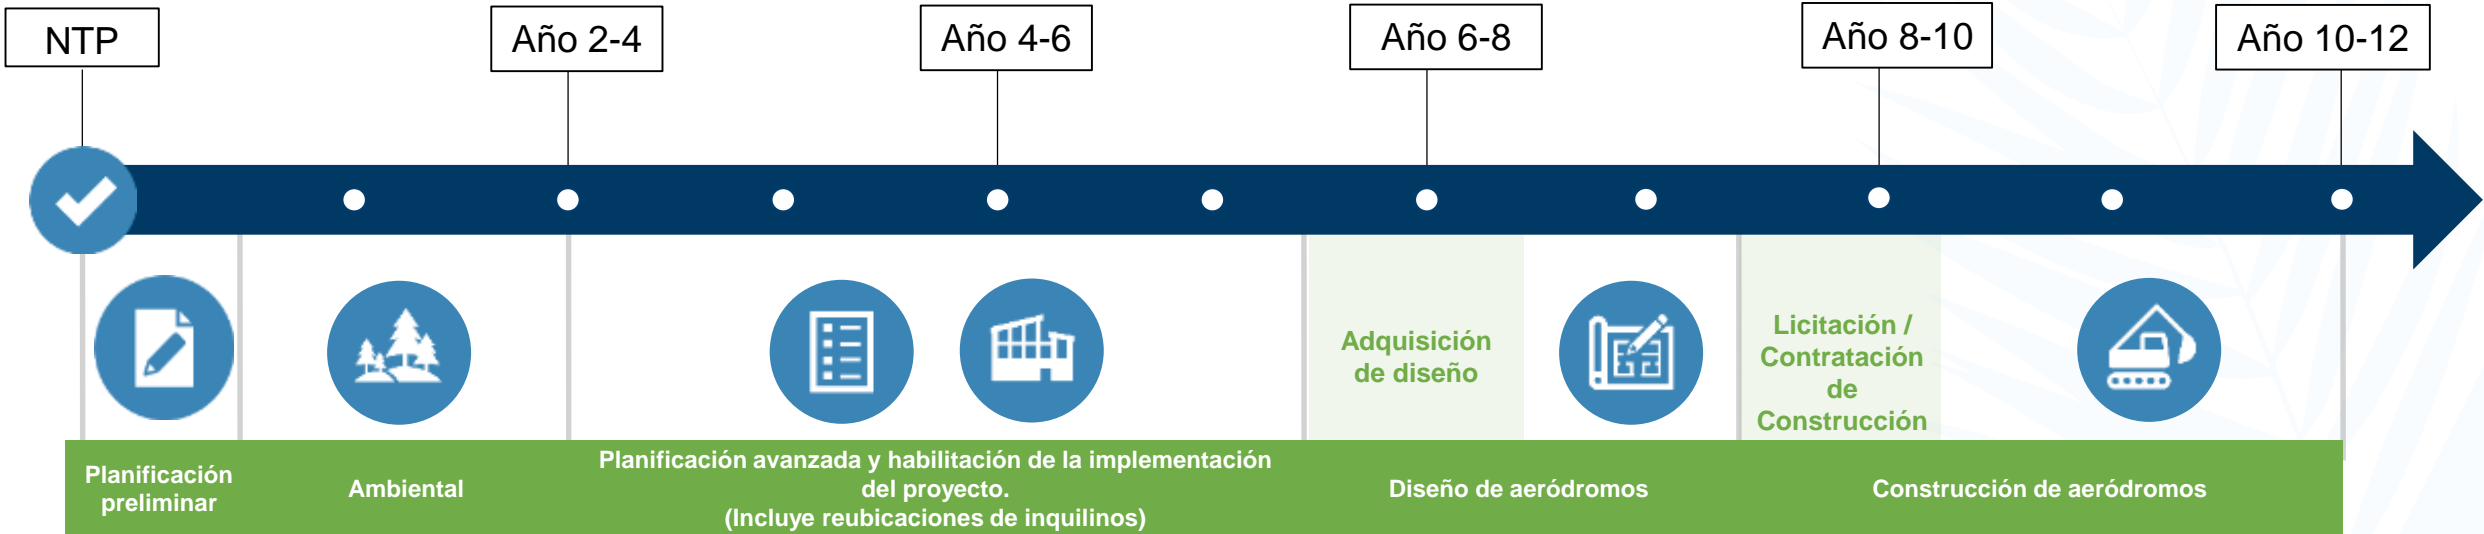 NTP
Año 2-4
Año 4-6
Año 6-8
Año 8-10
Año 10-12
Adquisición
de diseño
Licitación /
Contratación
de
Construcción
Planificación
preliminar
Ambiental
Planificación avanzada y habilitación de la implementación
del proyecto.
(Incluye reubicaciones de inquilinos)
Diseño de aeródromos
Construcción de aeródromos